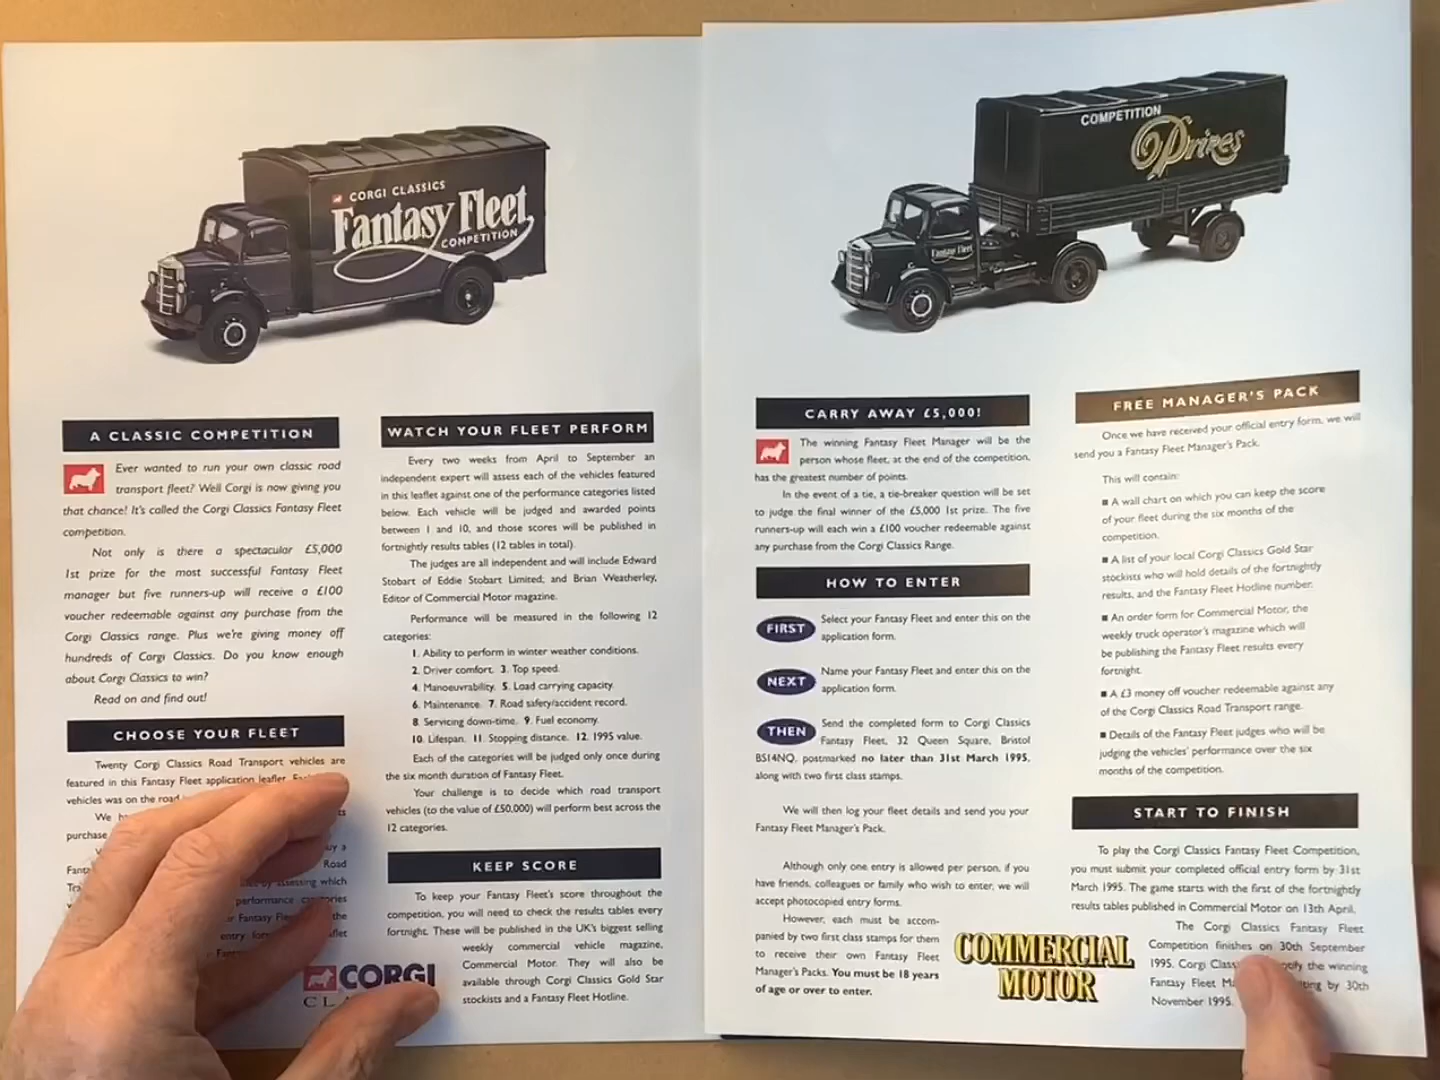 CORGI CLASSICS
Fantasy Fleet
COMPETITION
A CLASSIC COMPETITION
Ever wanted to run your own classic road
transport fleet? Well Corgi is now giving you
that chance! It's called the Corgi Classics Fantasy Fleet
competition.
Not only is there a spectacular £5,000
1st prize for the most successful Fantasy Fleet
manager but five runners-up will receive a £100
voucher redeemable against any purchase from the
Corgi Classics range. Plus we're giving money off
hundreds of Corgi Classics. Do you know enough
about Corgi Classics to win?
Read on and find out!
CHOOSE YOUR FLEET
Twenty Corgi Classics Road Transport vehicles are
featured in this Fantasy Fleet application leaflet.
vehicles was on the road
We
purchase
buy a
Road
by assessing which
performance categories
Fantasy Fleet the
entry form leaflet
CORGI
WATCH YOUR FLEET PERFORM
Every two weeks from April to September an
independent expert will assess each of the vehicles featured
in this leaflet against one of the performance categories listed
below. Each vehicle will be judged and awarded points
between 1 and 10, and those scores will be published in
fortnightly results tables (12 tables in total).
The judges are all independent and will include Edward
Stobart of Eddie Stobart Limited; and Brian Weatherley,
Editor of Commercial Motor magazine.
Performance will be measured in the following 12
categories:
1. Ability to perform in winter weather conditions.
2. Driver comfort. 3. Top speed.
4. Manoeuvrability. 5. Load carrying capacity.
6. Maintenance. 7. Road safety/accident record.
8. Servicing down-time. 9. Fuel economy.
10. Lifespan. 11. Stopping distance. 12. 1995 value.
Each of the categories will be judged only once during
the six month duration of Fantasy Fleet.
Your challenge is to decide which road transport
vehicles (to the value of £50,000) will perform best across the
12 categories.
KEEP SCORE
To keep your Fantasy Fleet's score throughout the
competition, you will need to check the results tables every
fortnight. These will be published in the UK's biggest selling
weekly commercial vehicle magazine,
Commercial Motor. They will also be
available through Corgi Classics Gold Star
stockists and a Fantasy Fleet Hotline.
COMPETITION
Prizes
Fantasy Fleet
CARRY AWAY £5,000!
The winning Fantasy Fleet Manager will be the
person whose fleet, at the end of the competition,
has the greatest number of points.
In the event of a tie, a tie-breaker question will be set
to judge the final winner of the £5,000 1st prize. The five
runners-up will each win a £100 voucher redeemable against
any purchase from the Corgi Classics Range.
HOW TO ENTER
FIRST Select your Fantasy Fleet and enter this on the
application form.
NEXT Name your Fantasy Fleet and enter this on the
application form.
THEN Send the completed form to Corgi Classics
Fantasy Fleet, 32 Queen Square, Bristol
BS14NQ, postmarked no later than 31st March 1995,
along with two first class stamps.
We will then log your fleet details and send you your
Fantasy Fleet Manager's Pack.
Although only one entry is allowed per person, if you
have friends, colleagues or family who wish to enter, we will
accept photocopied entry forms.
However, each must be accom-
panied by two first class stamps for them
to receive their own Fantasy Fleet
Manager's Packs. You must be 18 years
of age or over to enter.
COMMERCIAL
MOTOR
FREE MANAGER'S PACK
Once we have received your official entry form, we will
send you a Fantasy Fleet Manager's Pack.
This will contain:
■ A wall chart on which you can keep the score
of your fleet during the six months of the
competition.
■ A list of your local Corgi Classics Gold Star
stockists who will hold details of the fortnightly
results, and the Fantasy Fleet Hotline number.
■ An order form for Commercial Motor, the
weekly truck operator's magazine which will
be publishing the Fantasy Fleet results every
fortnight.
■ A £3 money off voucher redeemable against any
of the Corgi Classics Road Transport range.
■ Details of the Fantasy Fleet judges who will be
judging the vehicles' performance over the six
months of the competition.
START TO FINISH
To play the Corgi Classics Fantasy Fleet Competition,
you must submit your completed official entry form by 31st
March 1995. The game starts with the first of the fortnightly
results tables published in Commercial Motor on 13th April.
The Corgi Classics Fantasy Fleet
Competition finishes on 30th September
1995. Corgi the winning
Fantasy Fleet by 30th
November 1995.